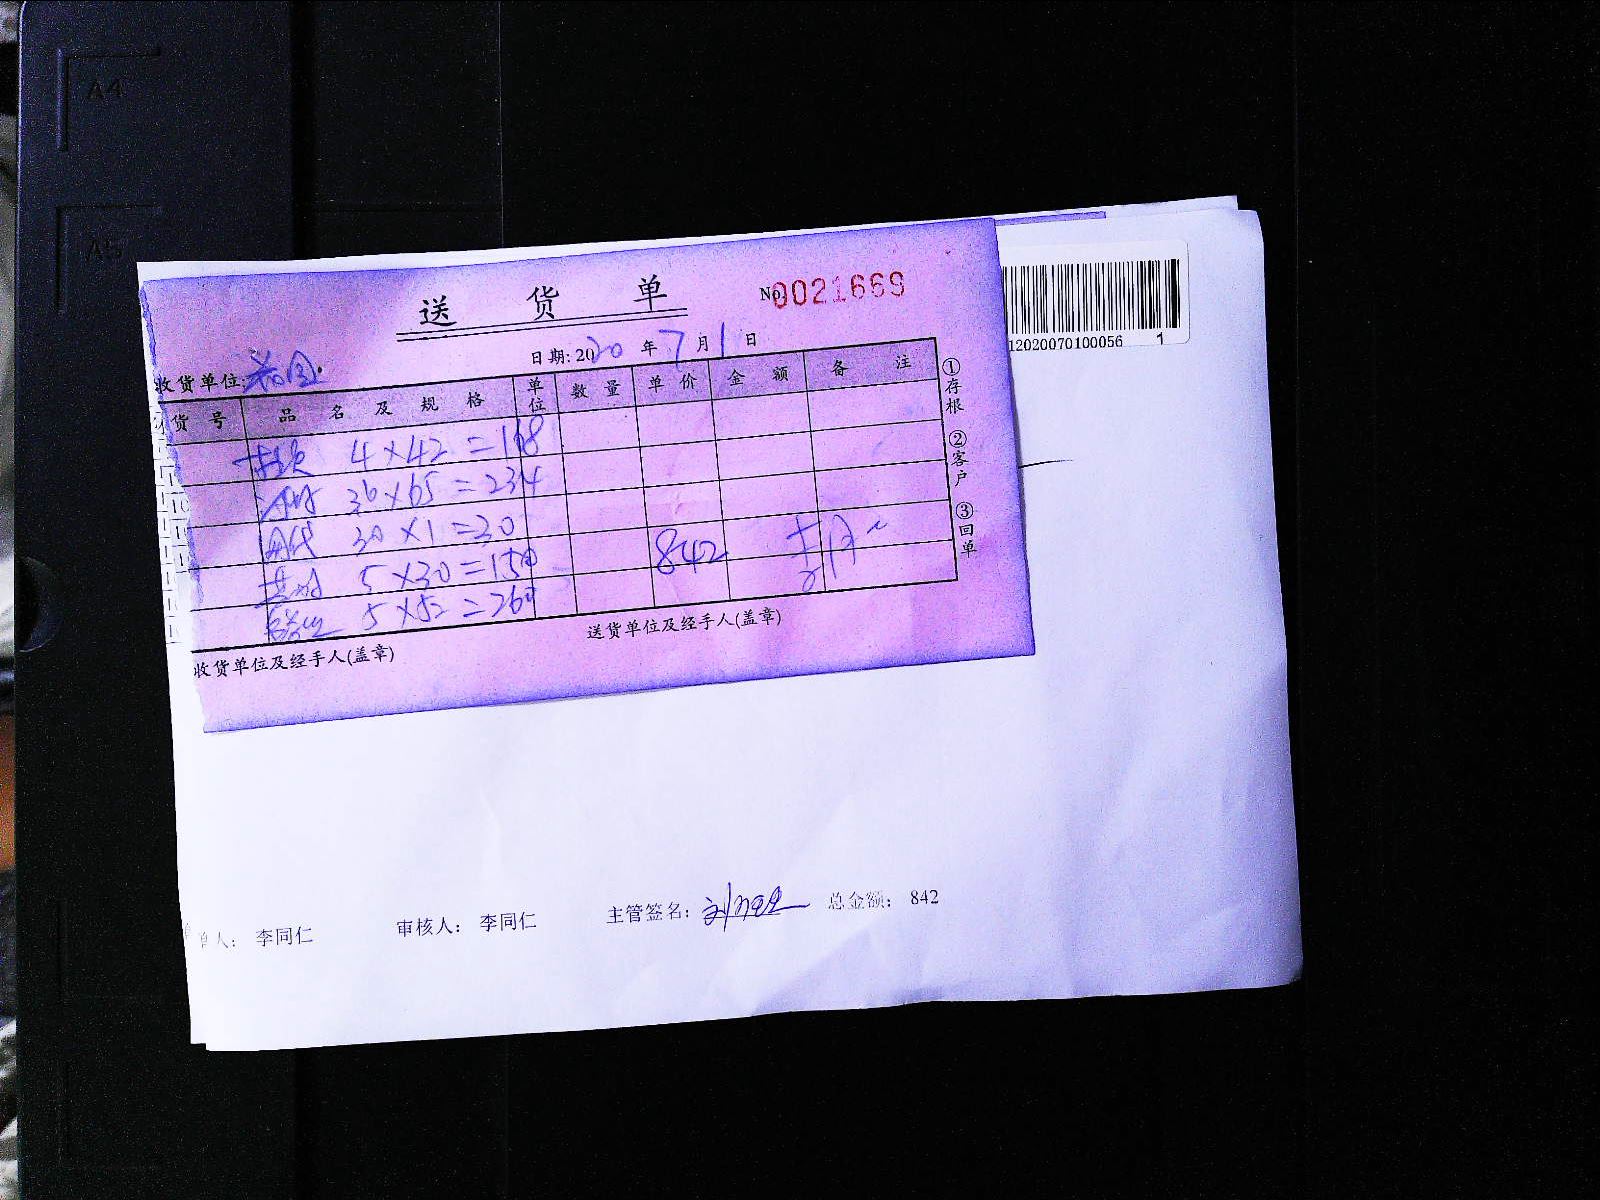 A4
A5
送 货 单
No.0021669
日期:2020 年 7 月 1 日
收货单位:
货 号 品 名 及 规 格 单位 数 量 单 价 金 额 备 注
4×42=168
36×65=234
30×1=30
5×30=150
5×52=260
842
①存根 ②客户 ③回单
收货单位及经手人(盖章) 送货单位及经手人(盖章)
12020070100056 1
单人: 李同仁 审核人: 李同仁 主管签名: 总金额: 842